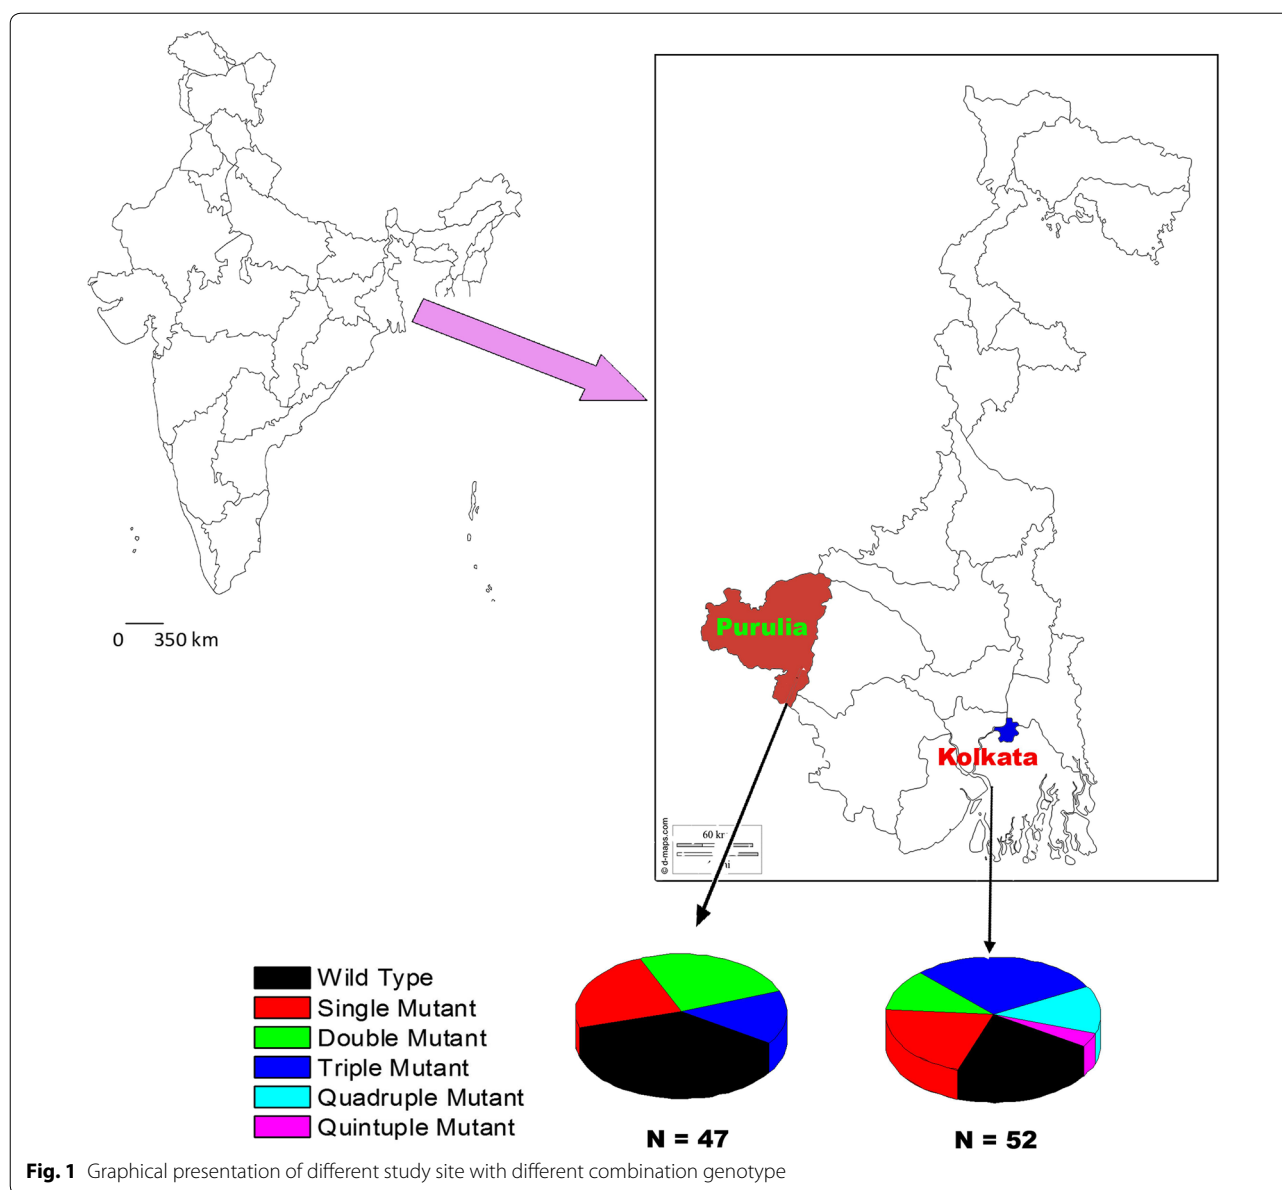 0 350 km
Purulia
Kolkata
© d-maps.com
60
Wild Type
Single Mutant
Double Mutant
Triple Mutant
Quadruple Mutant
Quintuple Mutant
N = 47
N = 52
Fig. 1 Graphical presentation of different study site with different combination genotype